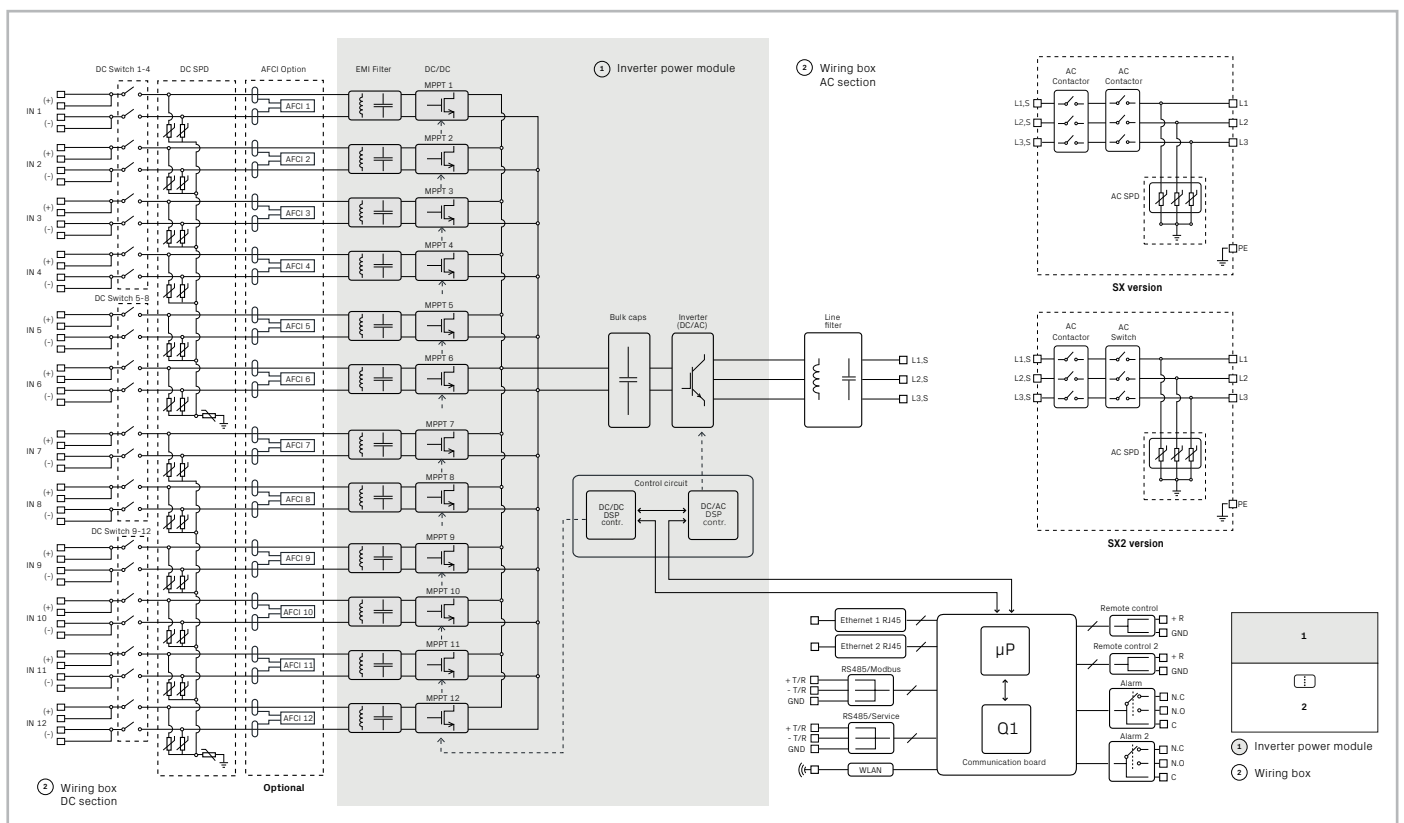 DC Switch 1-4
DC SPD
AFCI Option
EMI Filter
DC/DC
1 Inverter power module
2 Wiring box
AC section
IN 1
(+)
(-)
AFCI 1
MPPT 1
IN 2
(+)
(-)
AFCI 2
MPPT 2
IN 3
(+)
(-)
AFCI 3
MPPT 3
IN 4
(+)
(-)
AFCI 4
MPPT 4
DC Switch 5-8
IN 5
(+)
(-)
AFCI 5
MPPT 5
IN 6
(+)
(-)
AFCI 6
MPPT 6
IN 7
(+)
(-)
AFCI 7
MPPT 7
IN 8
(+)
(-)
AFCI 8
MPPT 8
DC Switch 9-12
IN 9
(+)
(-)
AFCI 9
MPPT 9
IN 10
(+)
(-)
AFCI 10
MPPT 10
IN 11
(+)
(-)
AFCI 11
MPPT 11
IN 12
(+)
(-)
AFCI 12
MPPT 12
2 Wiring box
DC section
Optional
Bulk caps
Inverter
(DC/AC)
Line
filter
L1,S
L2,S
L3,S
Control circuit
DC/DC
DSP
contr.
DC/AC
DSP
contr.
AC
Contactor
AC
Contactor
L1,S
L2,S
L3,S
L1
L2
L3
AC SPD
PE
SX version
AC
Contactor
AC
Switch
L1,S
L2,S
L3,S
L1
L2
L3
AC SPD
PE
SX2 version
Ethernet 1 RJ45
Ethernet 2 RJ45
RS485/Modbus
+ T/R
- T/R
GND
RS485/Service
+ T/R
- T/R
GND
WLAN
µP
Q1
Communication board
Remote control
+ R
GND
Remote control 2
+ R
GND
Alarm
N.C
N.O
C
Alarm 2
N.C
N.O
C
1
2
1 Inverter power module
2 Wiring box